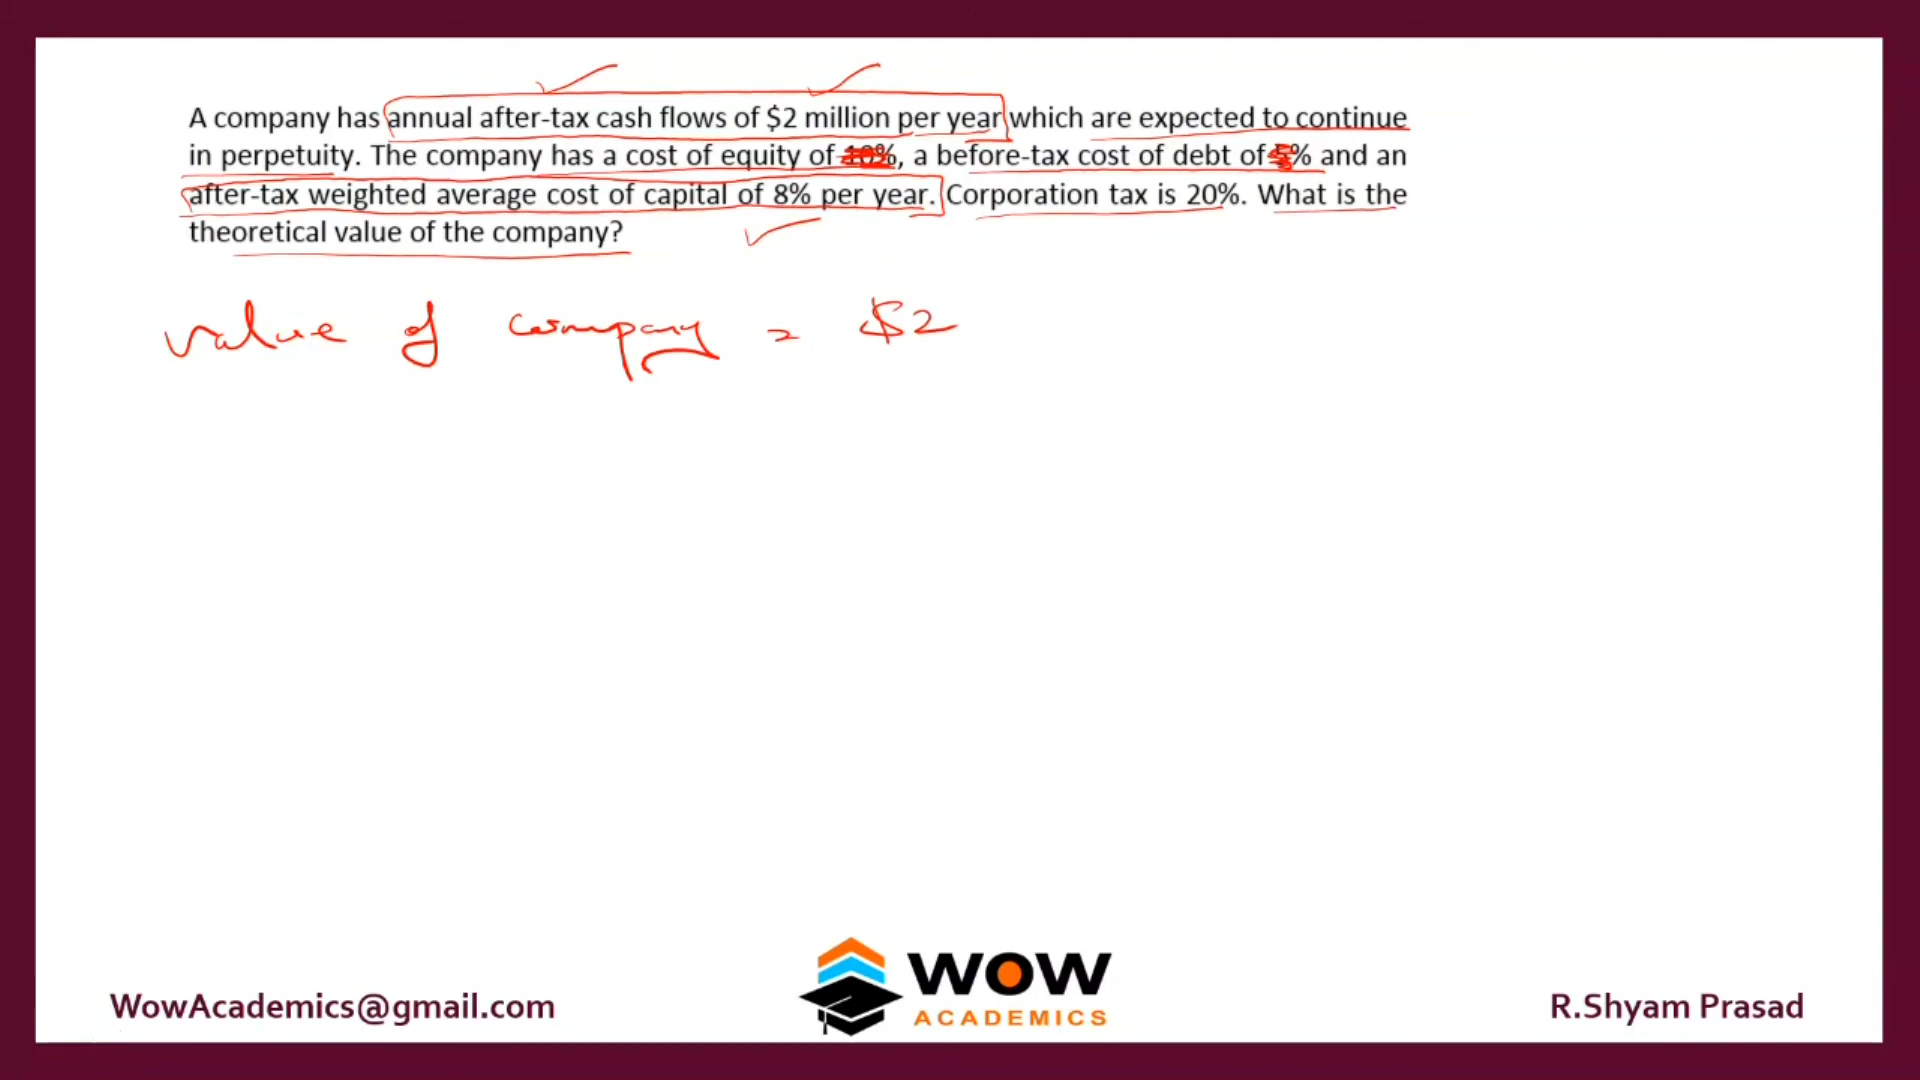 A company has annual after-tax cash flows of $2 million per year which are expected to continue
in perpetuity. The company has a cost of equity of 10%, a before-tax cost of debt of 5% and an
after-tax weighted average cost of capital of 8% per year. Corporation tax is 20%. What is the
theoretical value of the company?
value of company = $2
WOW
ACADEMICS
WowAcademics@gmail.com
R.Shyam Prasad